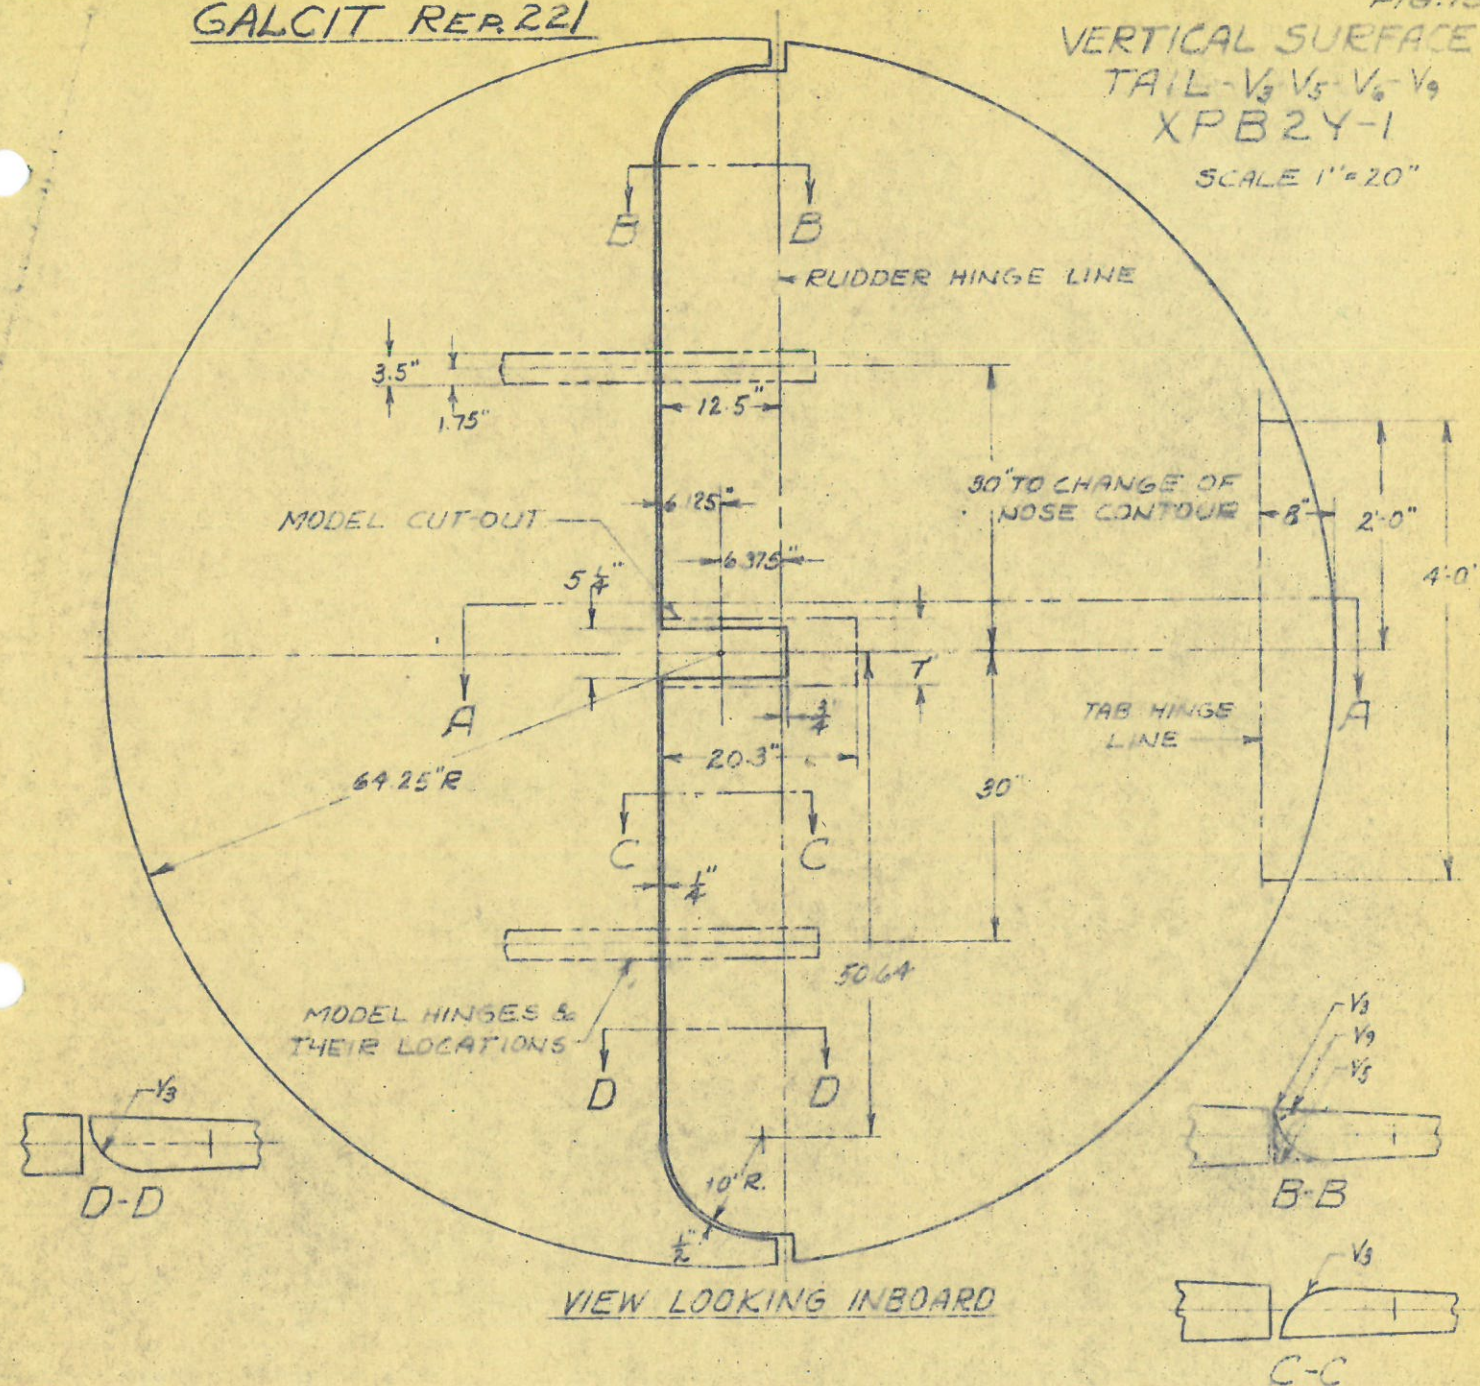 GALCIT REP. 221
VERTICAL SURFACE
TAIL-V3 V5 V6 V9
XPB2Y-1
SCALE 1"=20"
B
B
RUDDER HINGE LINE
3.5"
1.75"
12.5"
30" TO CHANGE OF
NOSE CONTOUR
6.125"
MODEL CUT-OUT
8"
2'-0"
6.375"
4'-0"
5 1/4"
7"
A
A
3/4"
TAB HINGE
LINE
20.3"
64.25"R
30"
C
C
1/4"
50.64
MODEL HINGES &
THEIR LOCATIONS
D
D
V3
V9
V5
V3
D-D
10"R.
1/2"
B-B
V3
VIEW LOOKING INBOARD
C-C